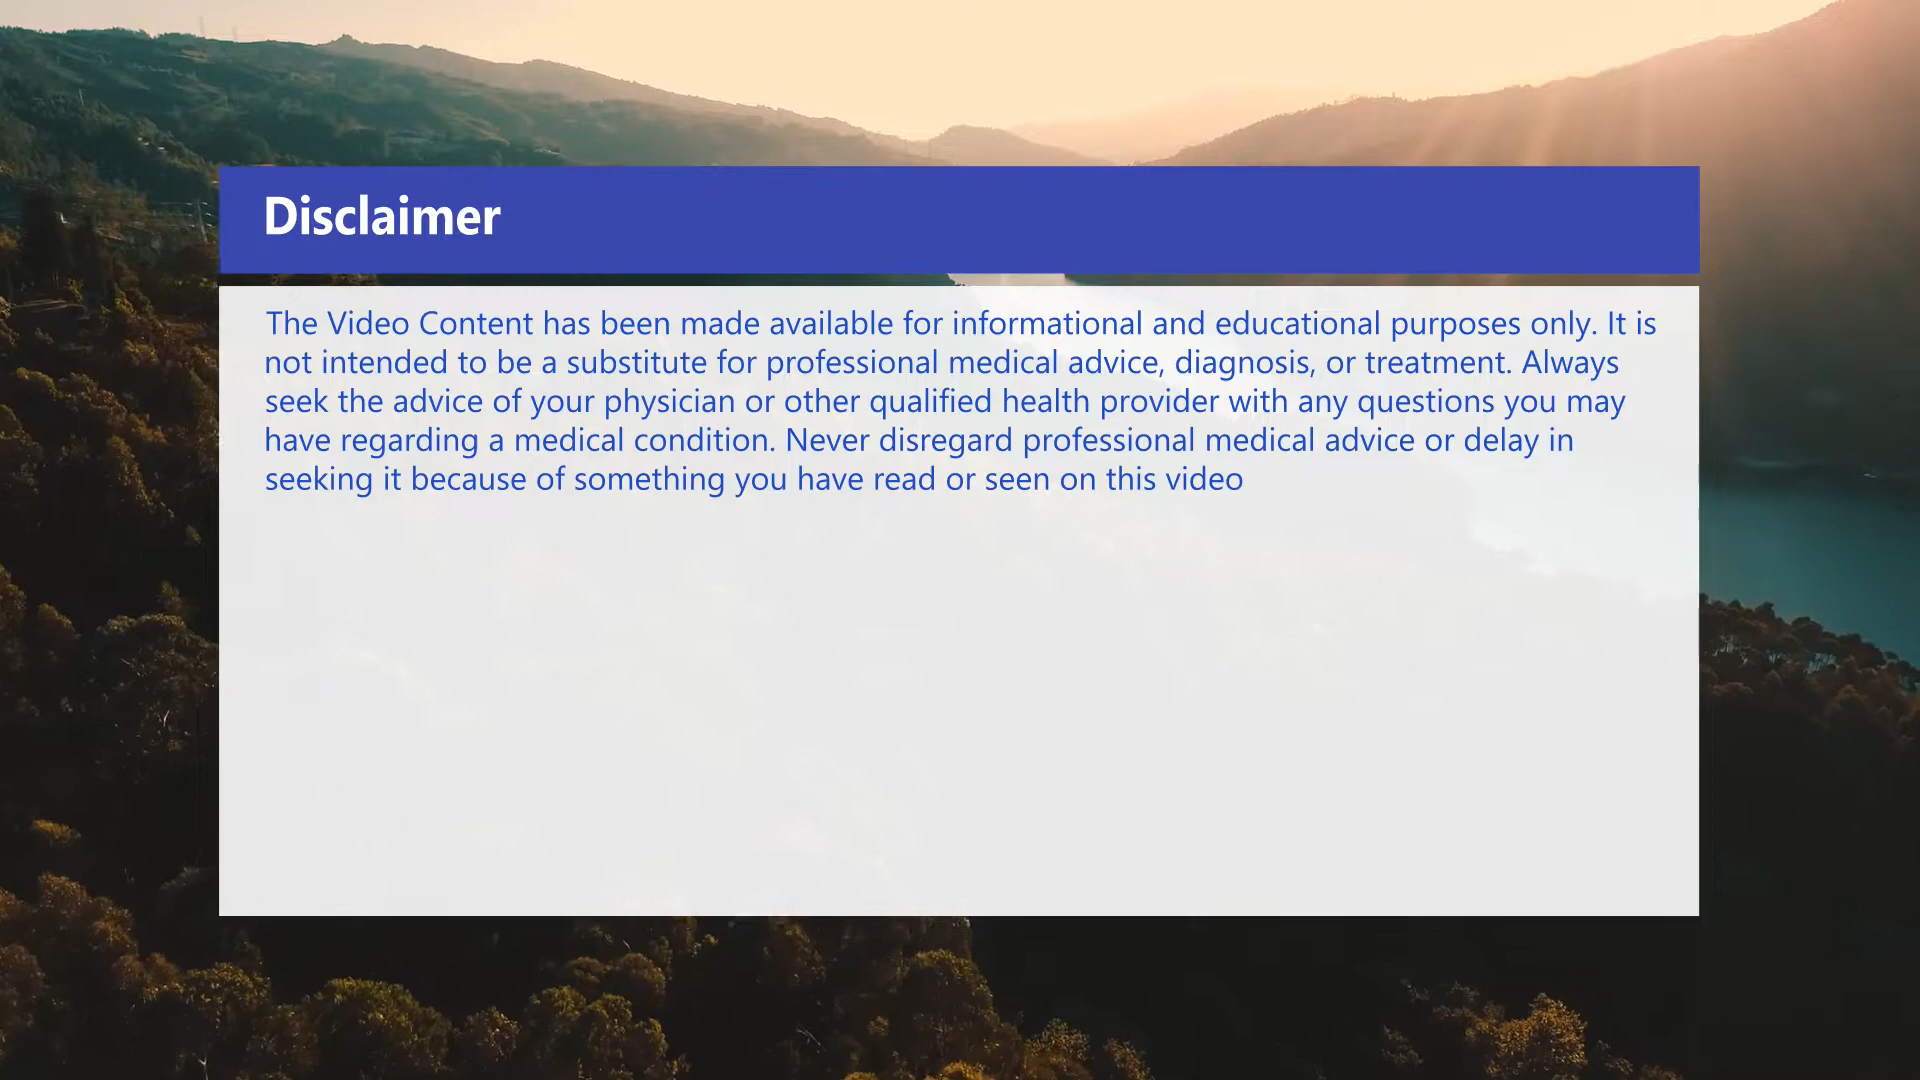 Disclaimer
The Video Content has been made available for informational and educational purposes only. It is
not intended to be a substitute for professional medical advice, diagnosis, or treatment. Always
seek the advice of your physician or other qualified health provider with any questions you may
have regarding a medical condition. Never disregard professional medical advice or delay in
seeking it because of something you have read or seen on this video